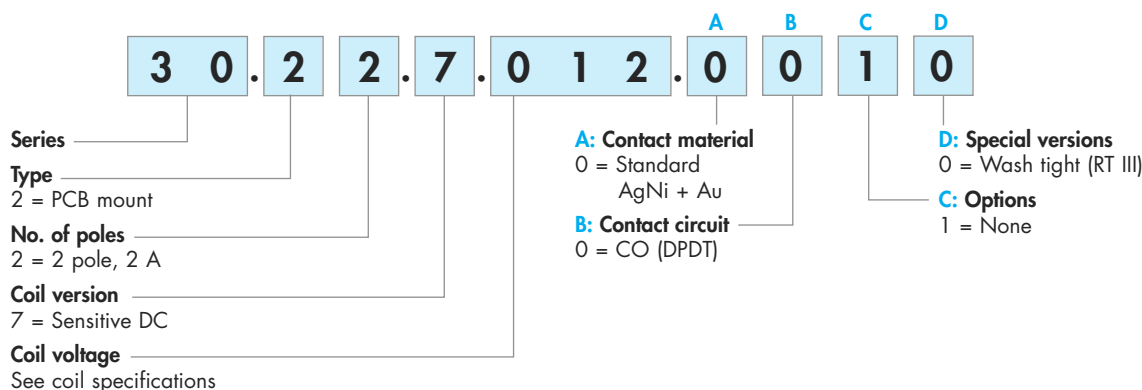 A B C D
3 0 . 2 2 . 7 . 0 1 2 . 0 0 1 0
Series
Type
2 = PCB mount
No. of poles
2 = 2 pole, 2 A
Coil version
7 = Sensitive DC
Coil voltage
See coil specifications
A: Contact material
0 = Standard
AgNi + Au
B: Contact circuit
0 = CO (DPDT)
D: Special versions
0 = Wash tight (RT III)
C: Options
1 = None